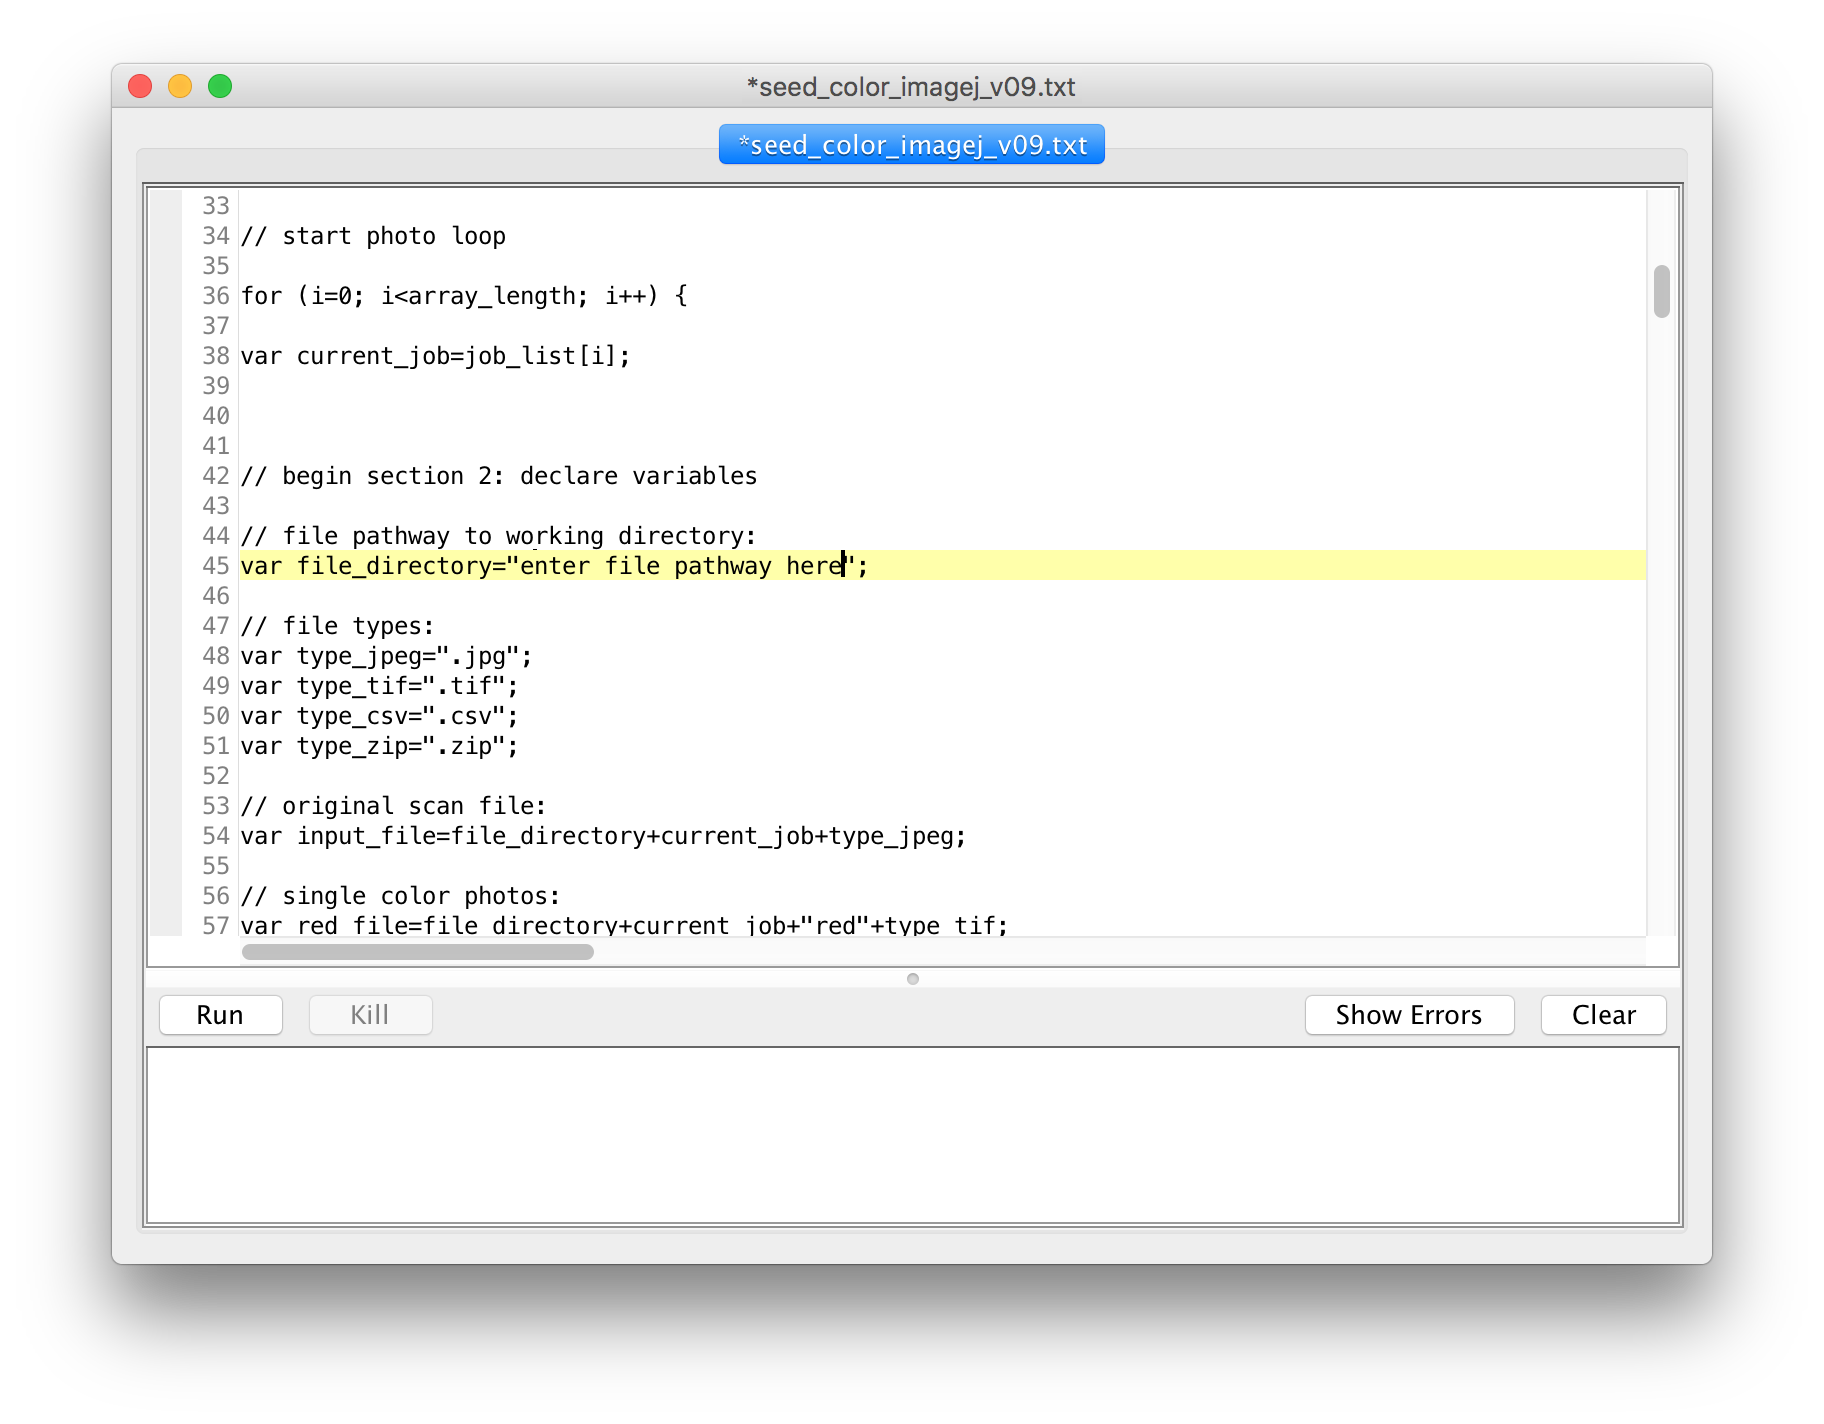 *seed_color_imagej_v09.txt
*seed_color_imagej_v09.txt
33
34 // start photo loop
35
36 for (i=0; i<array_length; i++) {
37
38 var current_job=job_list[i];
39
40
41
42 // begin section 2: declare variables
43
44 // file pathway to working directory:
45 var file_directory="enter file pathway here";
46
47 // file types:
48 var type_jpeg=".jpg";
49 var type_tif=".tif";
50 var type_csv=".csv";
51 var type_zip=".zip";
52
53 // original scan file:
54 var input_file=file_directory+current_job+type_jpeg;
55
56 // single color photos:
57 var red_file=file_directory+current_job+"red"+type_tif;
Run Kill Show Errors Clear